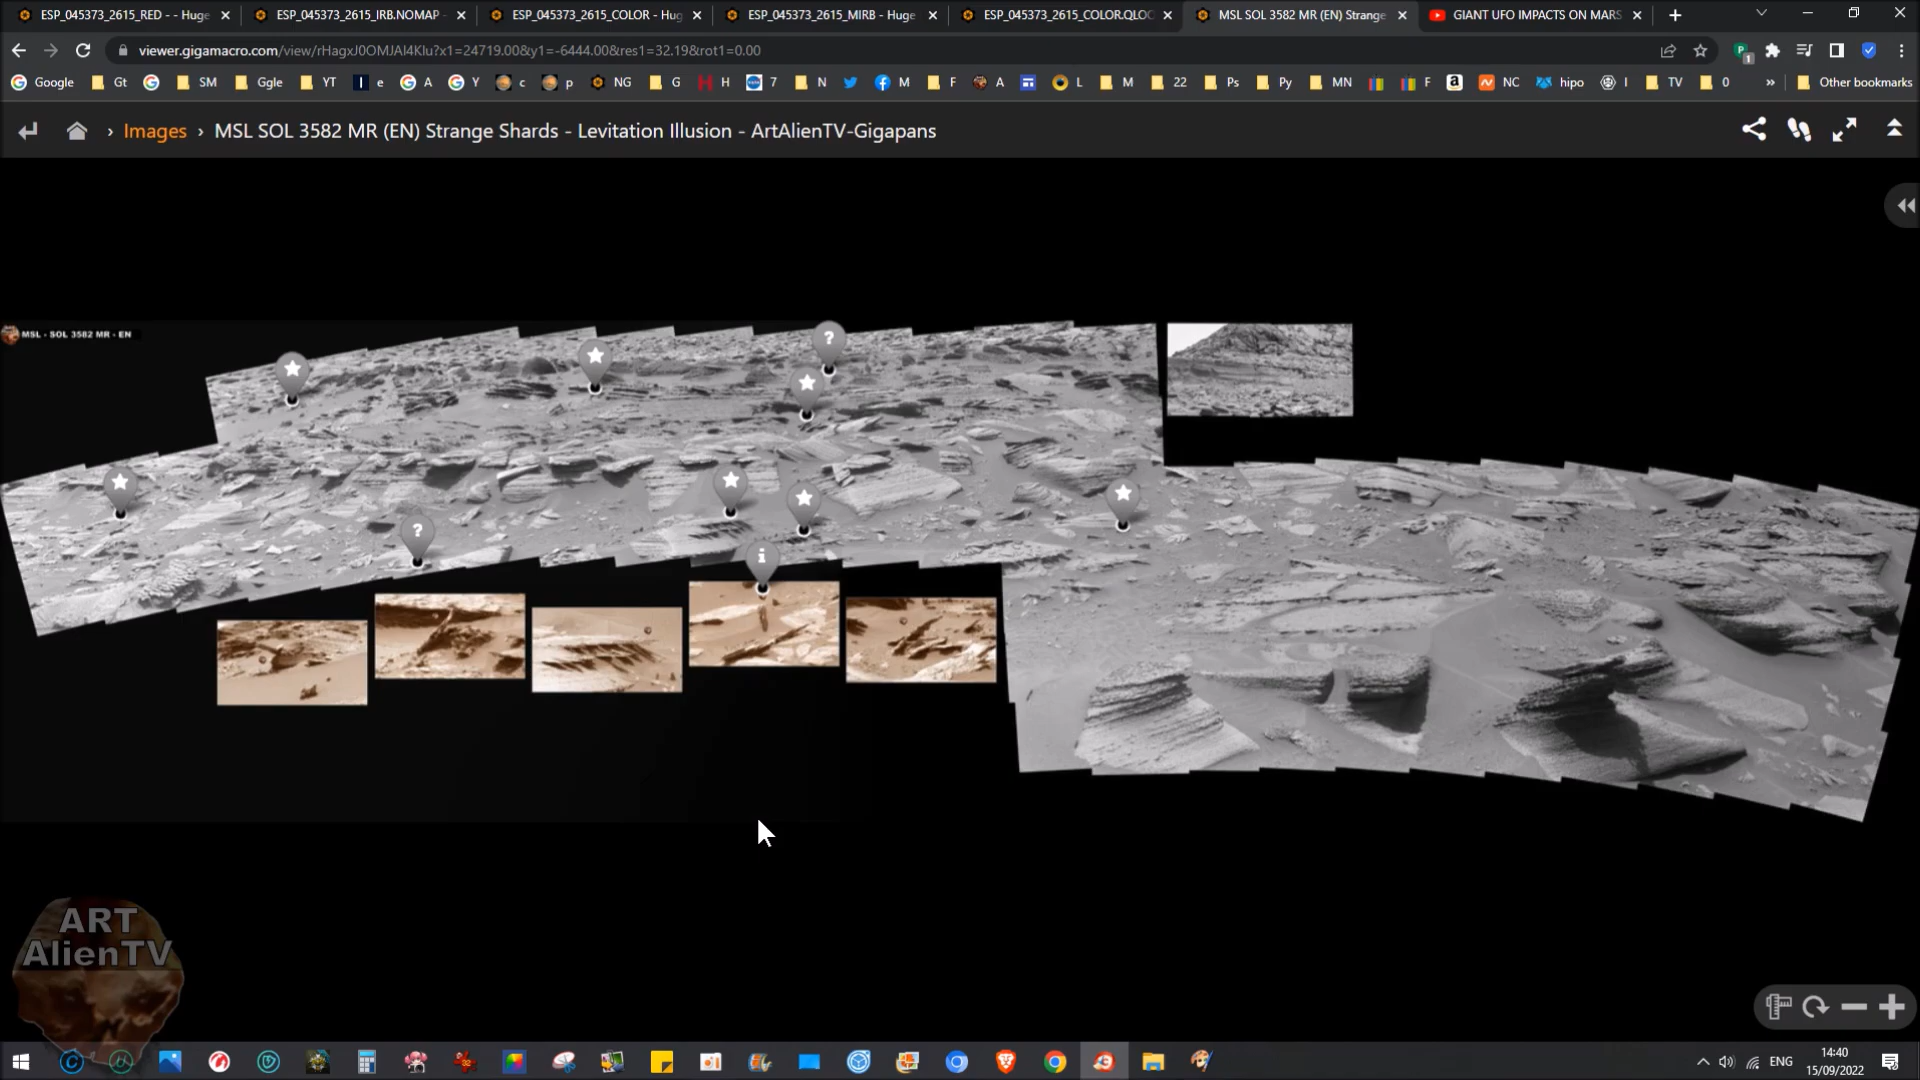 ESP_045373_2615_RED - - Huge
ESP_045373_2615_IRB.NOMAP -
ESP_045373_2615_COLOR - Hug
ESP_045373_2615_MIRB - Huge
ESP_045373_2615_COLOR.QLOO
MSL SOL 3582 MR (EN) Strange
GIANT UFO IMPACTS ON MARS
viewer.gigamacro.com/view/rHagxJ0OMJAl4Klu?x1=24719.00&y1=-6444.00&res1=32.19&rot1=0.00
Google Gt SM Ggle YT e A Y c p NG G H 7 N M F A L M 22 Ps Py MN F NC hipo I TV 0 » Other bookmarks
› Images › MSL SOL 3582 MR (EN) Strange Shards - Levitation Illusion - ArtAlienTV-Gigapans
MSL - SOL 3582 MR - EN
ART
AlienTV
ENG
14:40
15/09/2022